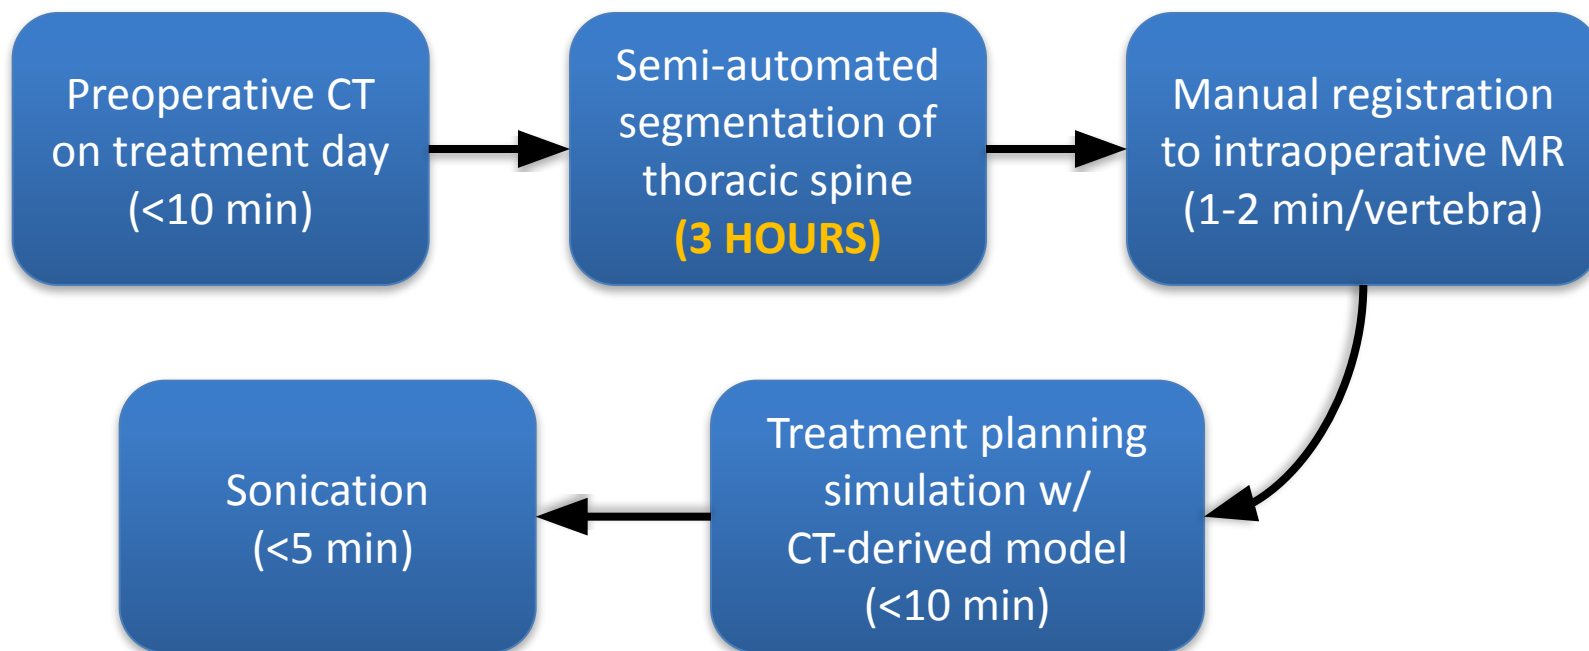 Preoperative CT
on treatment day
(<10 min)
Semi-automated
segmentation of
thoracic spine
(3 HOURS)
Manual registration
to intraoperative MR
(1-2 min/vertebra)
Treatment planning
simulation w/
CT-derived model
(<10 min)
Sonication
(<5 min)